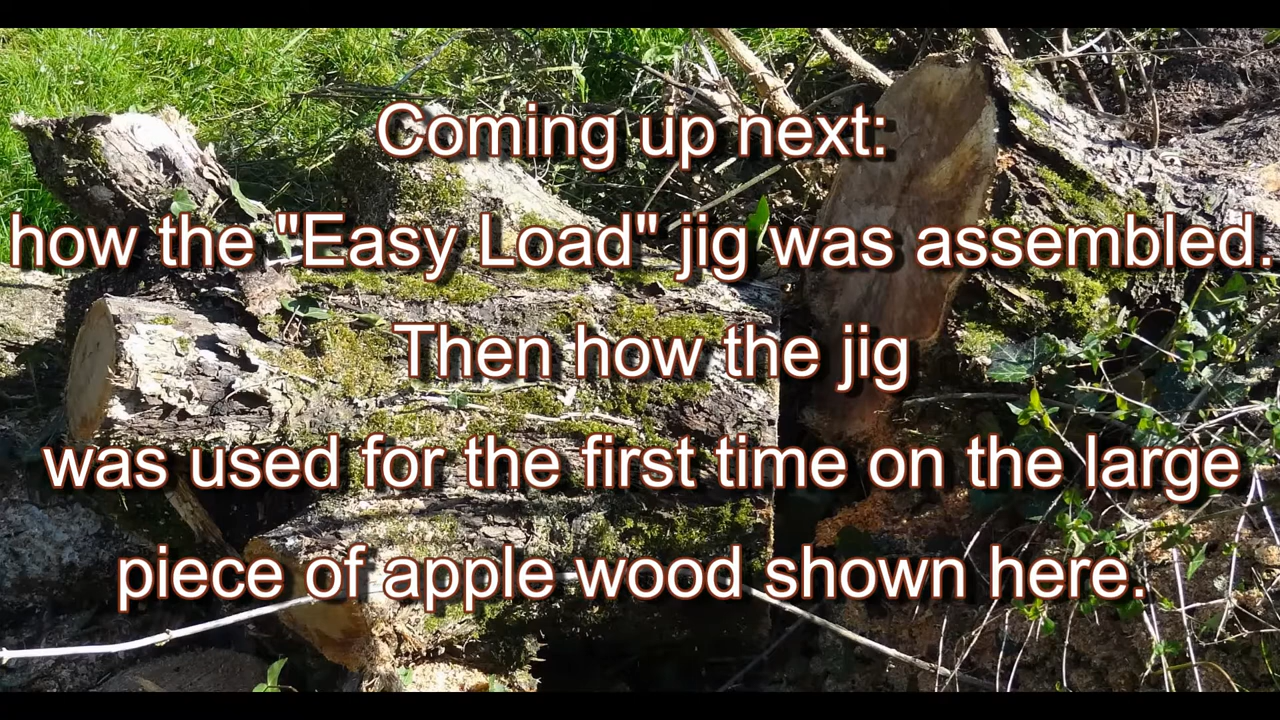 Coming up next:
how the "Easy Load" jig was assembled.
Then how the jig
was used for the first time on the large
piece of apple wood shown here.